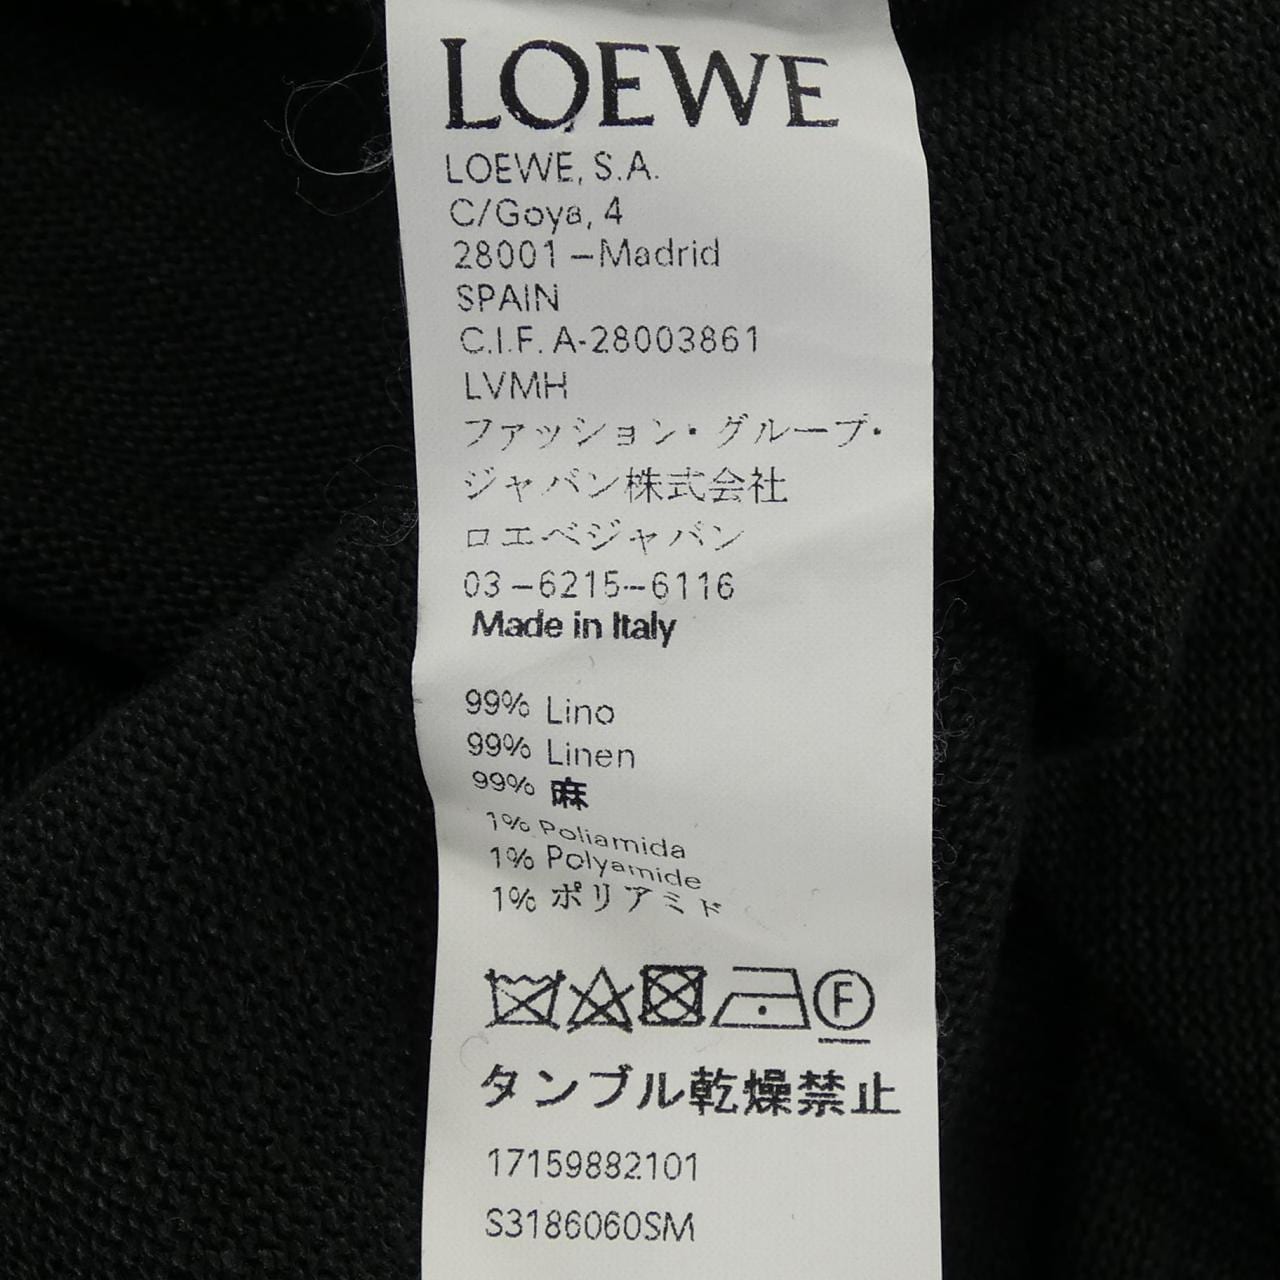 LOEWE
LOEWE, S.A.
C/Goya, 4
28001 –Madrid
SPAIN
C.I.F. A-28003861
LVMH
ファッション・グループ・
ジャパン株式会社
ロエベジャパン
03–6215–6116
Made in Italy
99% Lino
99% Linen
99% 麻
1% Poliamida
1% Polyamide
1% ポリアミド
F
タンブル乾燥禁止
17159882101
S3186060SM